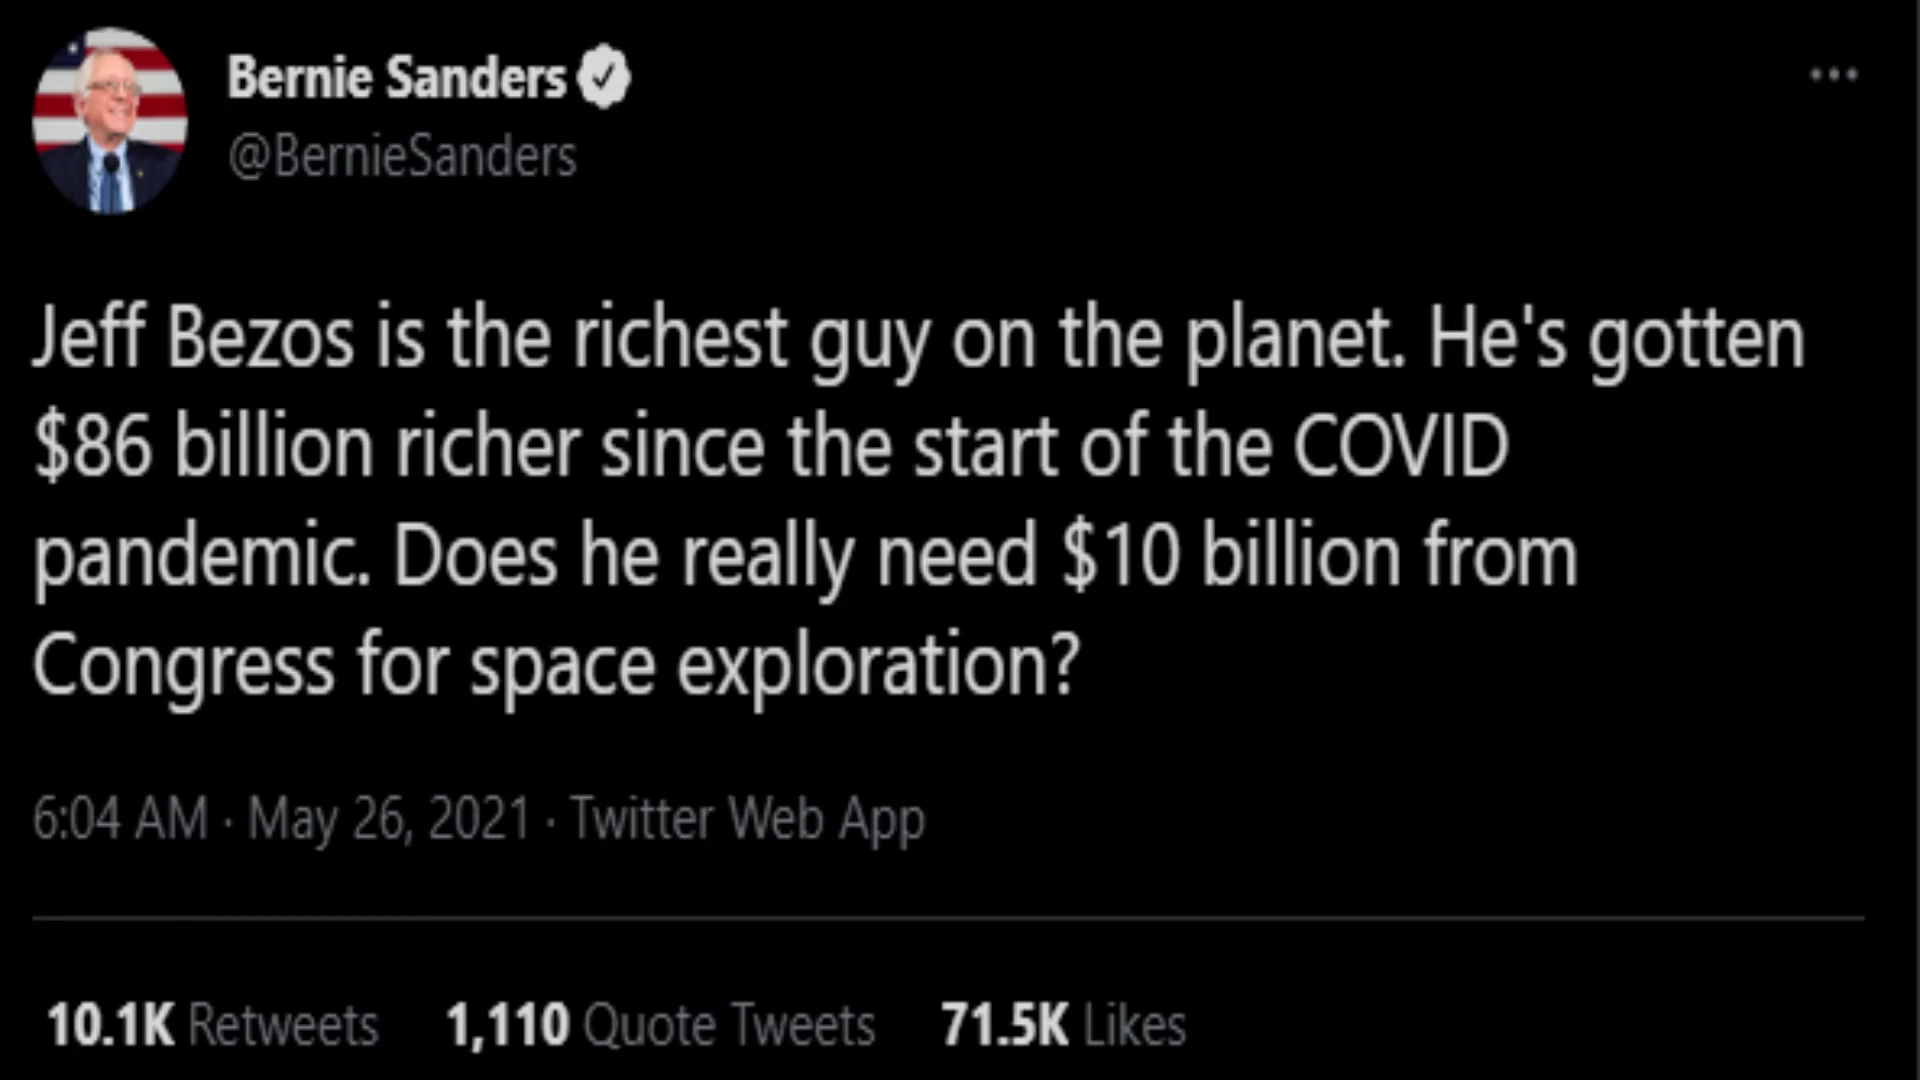 Bernie Sanders
@BernieSanders
Jeff Bezos is the richest guy on the planet. He's gotten
$86 billion richer since the start of the COVID
pandemic. Does he really need $10 billion from
Congress for space exploration?
6:04 AM · May 26, 2021 · Twitter Web App
10.1K Retweets 1,110 Quote Tweets 71.5K Likes